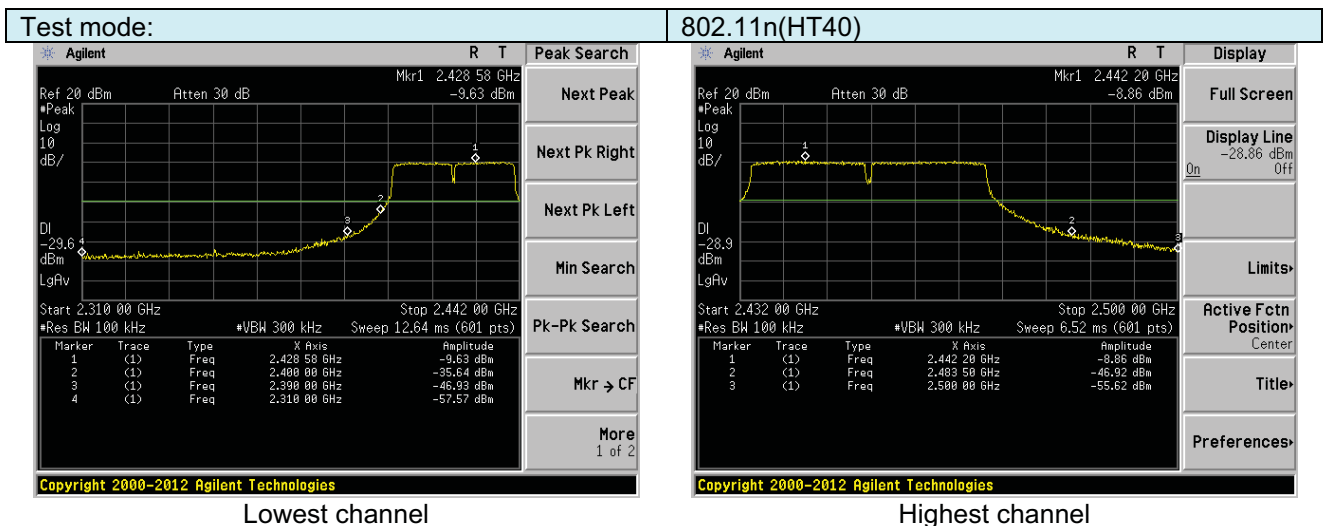 Test mode: 802.11n(HT40)
Agilent R T Peak Search
Mkr1 2.428 58 GHz
Ref 20 dBm Atten 30 dB -9.63 dBm
#Peak
Log
10
dB/
1
2
3
4
DI
-29.6
dBm
LgAv
Start 2.310 00 GHz Stop 2.442 00 GHz
#Res BW 100 kHz #VBW 300 kHz Sweep 12.64 ms (601 pts)
Marker Trace Type X Axis Amplitude
1 (1) Freq 2.428 58 GHz -9.63 dBm
2 (1) Freq 2.400 00 GHz -35.64 dBm
3 (1) Freq 2.390 00 GHz -46.93 dBm
4 (1) Freq 2.310 00 GHz -57.57 dBm
Next Peak
Next Pk Right
Next Pk Left
Min Search
Pk-Pk Search
Mkr → CF
More
1 of 2
Copyright 2000-2012 Agilent Technologies
Lowest channel
Agilent R T Display
Mkr1 2.442 20 GHz
Ref 20 dBm Atten 30 dB -8.86 dBm
#Peak
Log
10
dB/
1
2
3
DI
-28.9
dBm
LgAv
Start 2.432 00 GHz Stop 2.500 00 GHz
#Res BW 100 kHz #VBW 300 kHz Sweep 6.52 ms (601 pts)
Marker Trace Type X Axis Amplitude
1 (1) Freq 2.442 20 GHz -8.86 dBm
2 (1) Freq 2.483 50 GHz -46.92 dBm
3 (1) Freq 2.500 00 GHz -55.62 dBm
Full Screen
Display Line
-28.86 dBm
On Off
Limits▸
Active Fctn
Position▸
Center
Title▸
Preferences▸
Copyright 2000-2012 Agilent Technologies
Highest channel